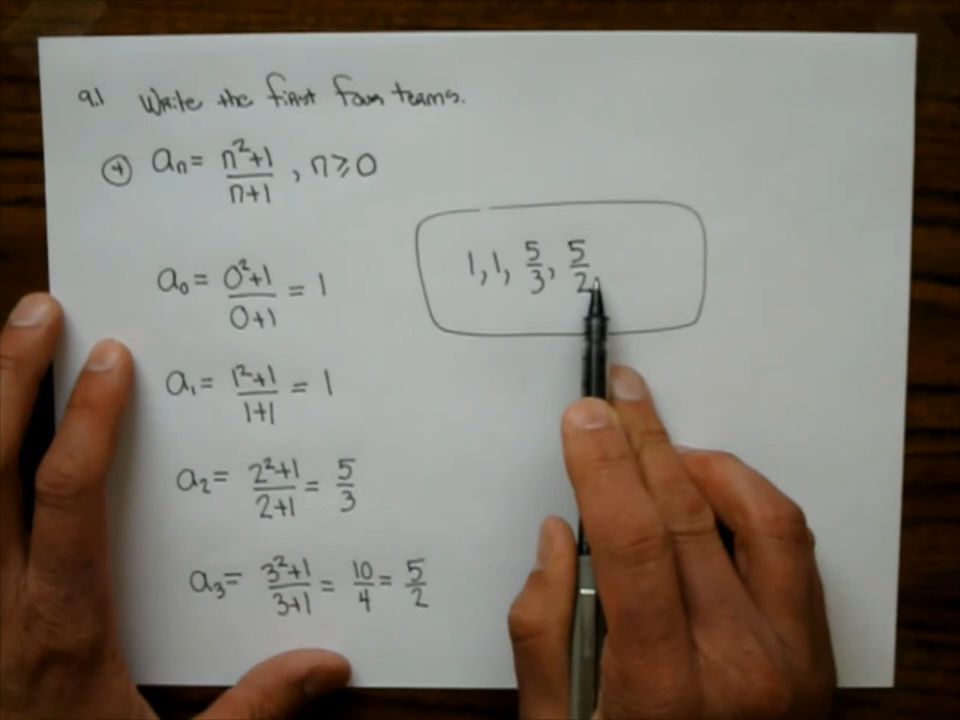 9.1 Write the first four terms.
④ aₙ = (n²+1)/(n+1) , n ≥ 0
a₀ = (0²+1)/(0+1) = 1
a₁ = (1²+1)/(1+1) = 1
a₂ = (2²+1)/(2+1) = 5/3
a₃ = (3²+1)/(3+1) = 10/4 = 5/2
1, 1, 5/3, 5/2